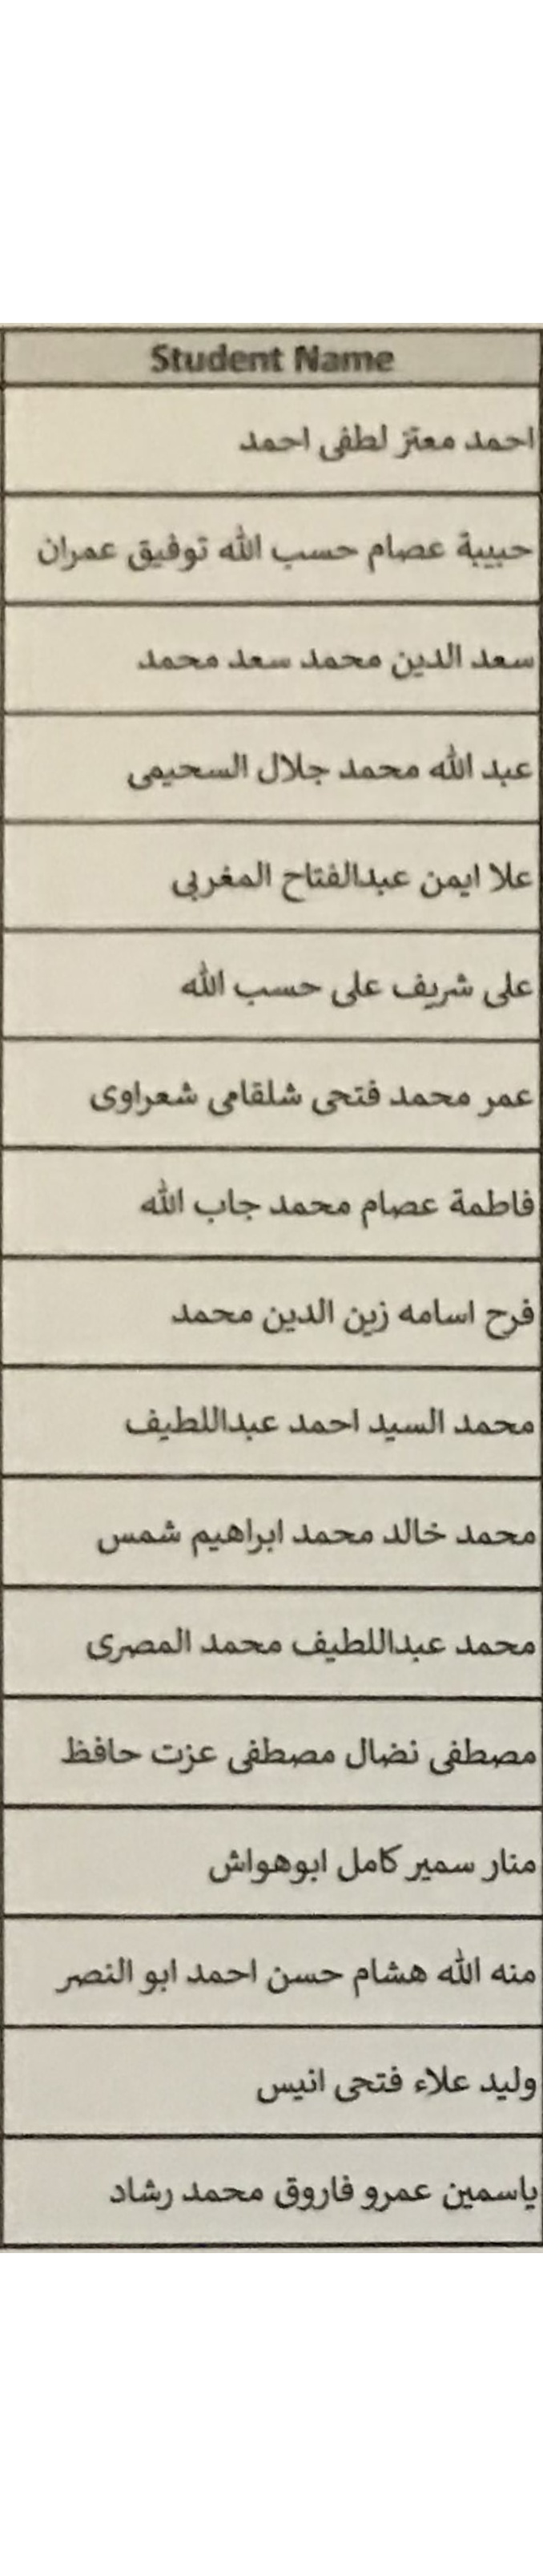 Student Name
احمد معتز لطفى احمد
حبيبة عصام حسب الله توفيق عمران
سعد الدين محمد سعد محمد
عبد الله محمد جلال السحيمى
علا ايمن عبدالفتاح المغربى
على شريف على حسب الله
عمر محمد فتحى شلقامى شعراوى
فاطمة عصام محمد جاب الله
فرح اسامه زين الدين محمد
محمد السيد احمد عبداللطيف
محمد خالد محمد ابراهيم شمس
محمد عبداللطيف محمد المصرى
مصطفى نضال مصطفى عزت حافظ
منار سمير كامل ابوهواش
منه الله هشام حسن احمد ابو النصر
وليد علاء فتحى انيس
ياسمين عمرو فاروق محمد رشاد